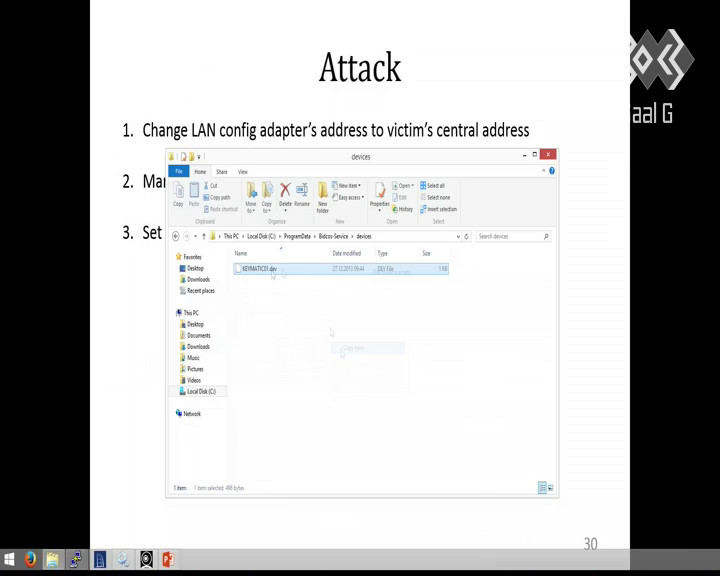 Attack
1. Change LAN config adapter's address to victim's central address
2. Mar
3. Set
aal G
devices
File Home Share View
Copy
Paste
Cut
Copy path
Paste shortcut
Clipboard
Move to
Copy to
Delete
Rename
Organize
New folder
New item
Easy access
New
Properties
Open
Edit
History
Open
Select all
Select none
Invert selection
Select
This PC Local Disk (C:) ProgramData Bidcos-Service devices
Search devices
Name Date modified Type Size
KEYMATIC01.dev 27.12.2013 09:44 DEV File 1 KB
Copy here
Favorites
Desktop
Downloads
Recent places
This PC
Desktop
Documents
Downloads
Music
Pictures
Videos
Local Disk (C:)
Network
1 item 1 item selected 498 bytes
30